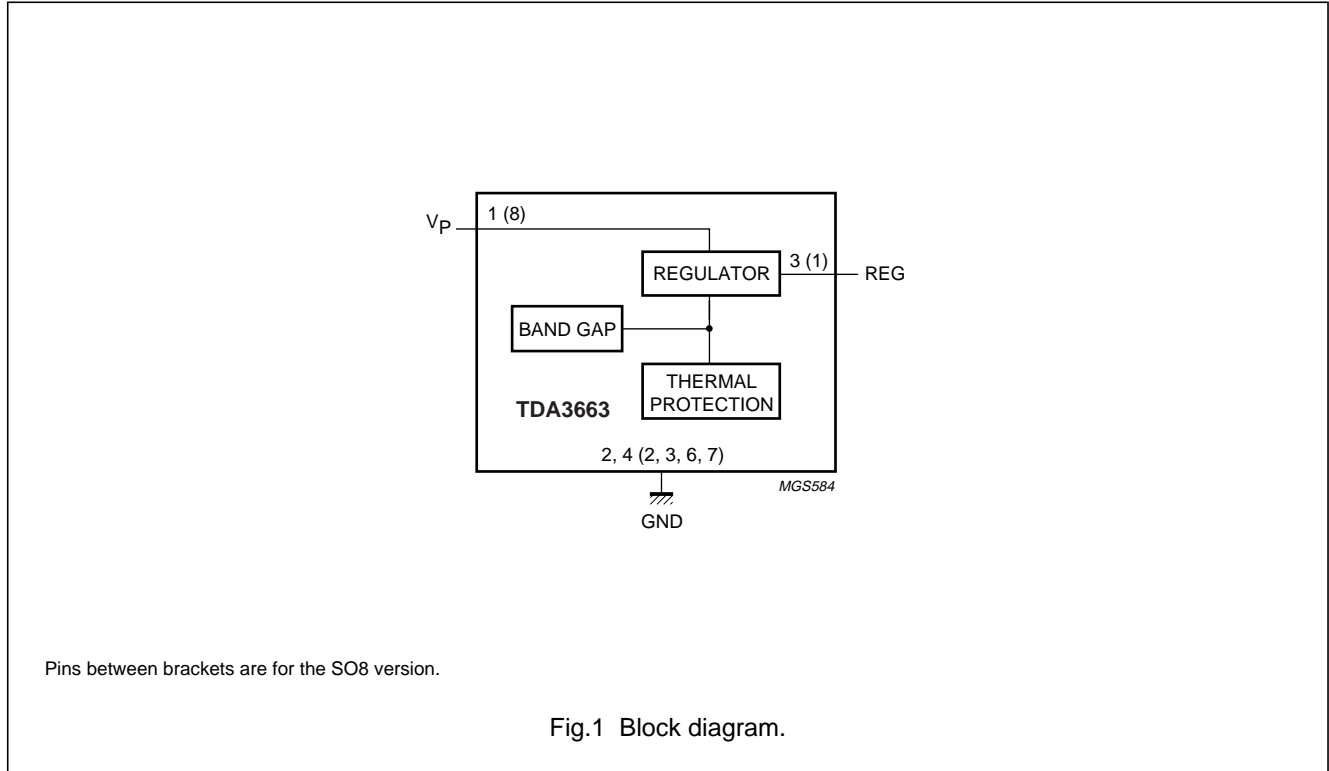 V_P
1 (8)
REGULATOR
3 (1)
REG
BAND GAP
THERMAL
PROTECTION
TDA3663
2, 4 (2, 3, 6, 7)
MGS584
GND
Pins between brackets are for the SO8 version.
Fig.1 Block diagram.